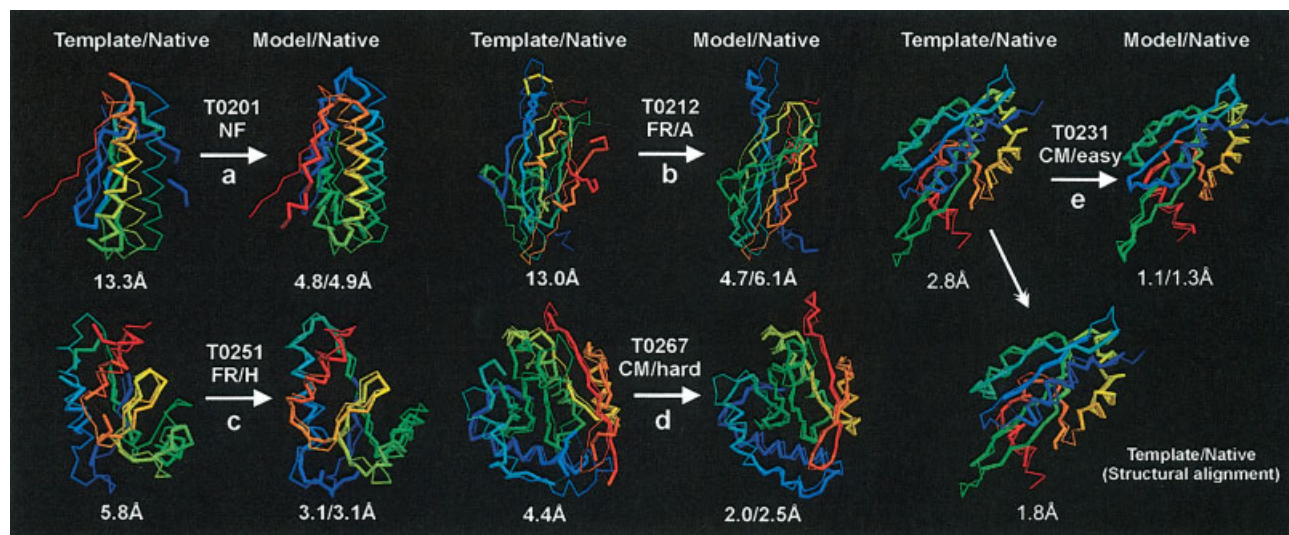 Template/Native
Model/Native
T0201
NF
a
13.3Å
4.8/4.9Å
Template/Native
Model/Native
T0212
FR/A
b
13.0Å
4.7/6.1Å
Template/Native
Model/Native
T0231
CM/easy
e
2.8Å
1.1/1.3Å
T0251
FR/H
c
5.8Å
3.1/3.1Å
T0267
CM/hard
d
4.4Å
2.0/2.5Å
Template/Native
(Structural alignment)
1.8Å